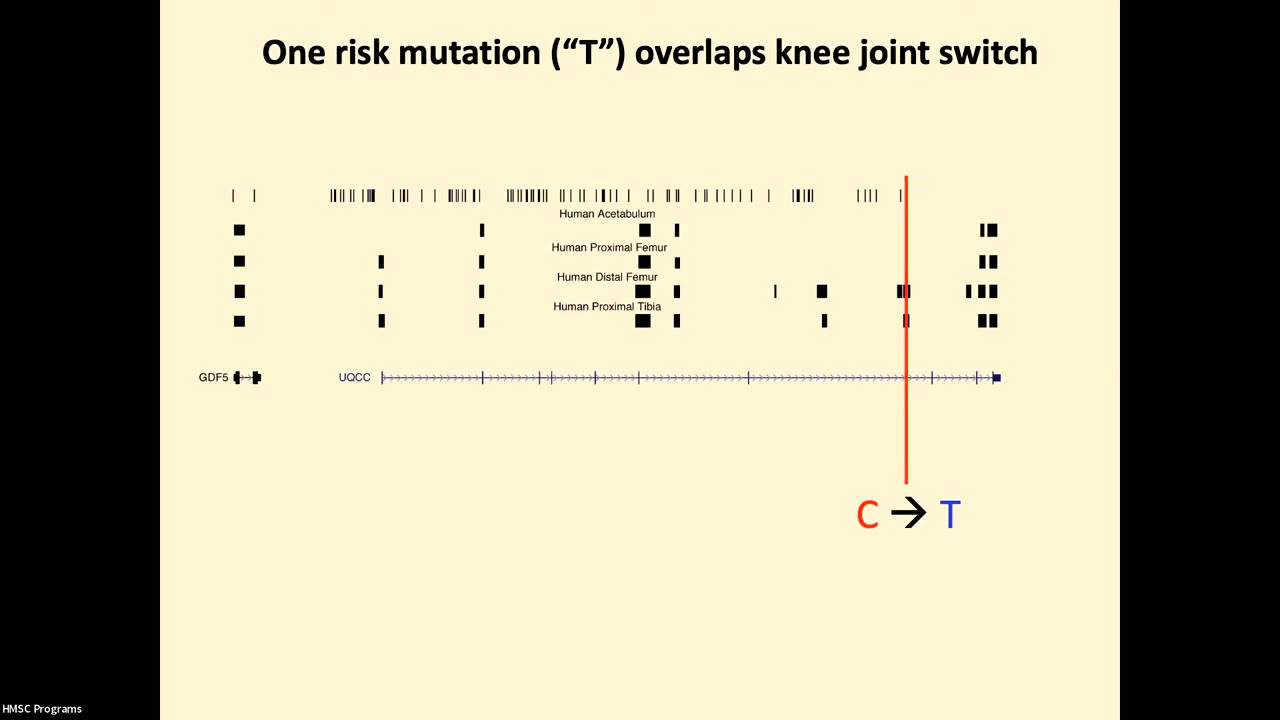 One risk mutation (“T”) overlaps knee joint switch
Human Acetabulum
Human Proximal Femur
Human Distal Femur
Human Proximal Tibia
GDF5
UQCC
C → T
HMSC Programs